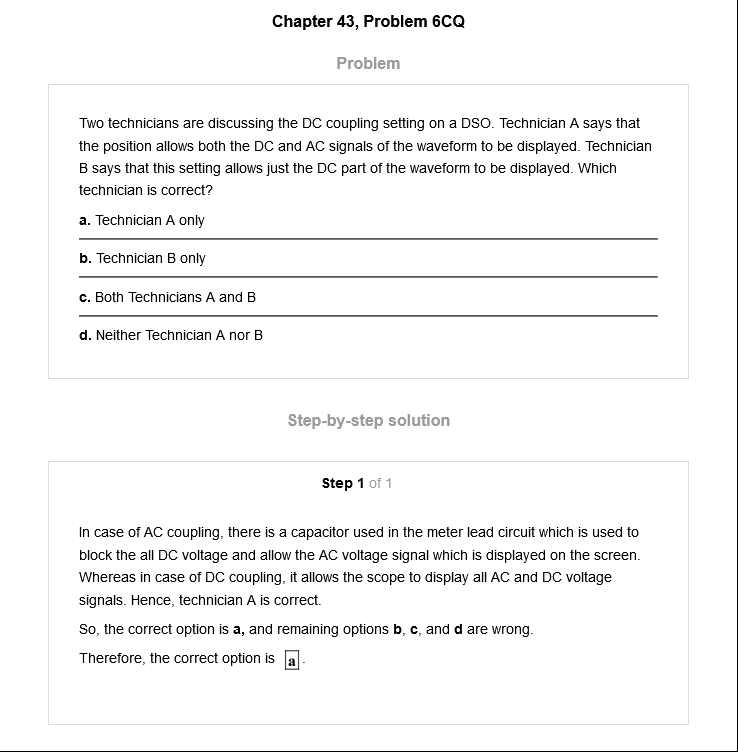 Chapter 43, Problem 6CQ
Problem
Two technicians are discussing the DC coupling setting on a DSO. Technician A says that
the position allows both the DC and AC signals of the waveform to be displayed. Technician
B says that this setting allows just the DC part of the waveform to be displayed. Which
technician is correct?
a. Technician A only
b. Technician B only
c. Both Technicians A and B
d. Neither Technician A nor B
Step-by-step solution
Step 1 of 1
In case of AC coupling, there is a capacitor used in the meter lead circuit which is used to
block the all DC voltage and allow the AC voltage signal which is displayed on the screen.
Whereas in case of DC coupling, it allows the scope to display all AC and DC voltage
signals. Hence, technician A is correct.
So, the correct option is a, and remaining options b, c, and d are wrong.
Therefore, the correct option is a.